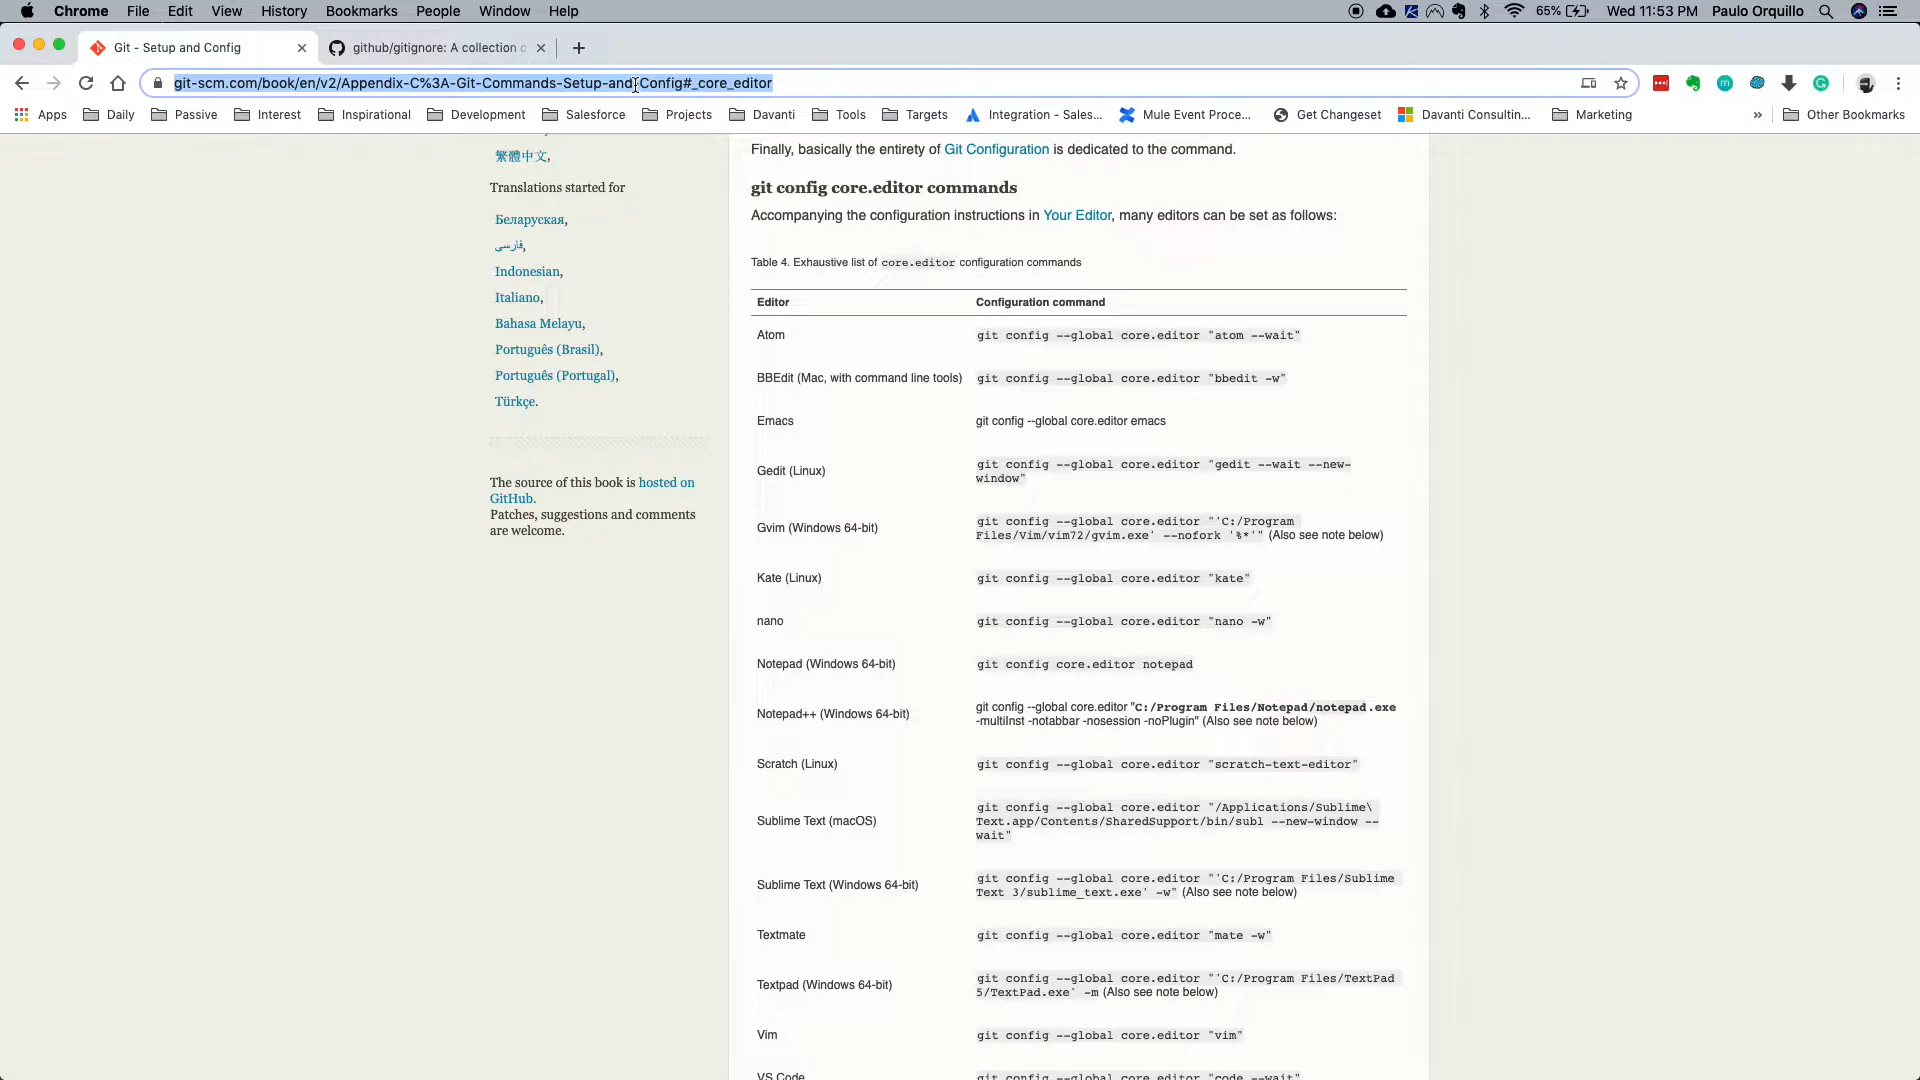 Chrome File Edit View History Bookmarks People Window Help 65% Wed 11:53 PM Paulo Orquillo
Git - Setup and Config github/gitignore: A collection o
git-scm.com/book/en/v2/Appendix-C%3A-Git-Commands-Setup-and-Config#_core_editor
Apps Daily Passive Interest Inspirational Development Salesforce Projects Davanti Tools Targets Integration - Sales... Mule Event Proce... Get Changeset Davanti Consultin... Marketing » Other Bookmarks
繁體中文,
Translations started for
Беларуская,
فارسی,
Indonesian,
Italiano,
Bahasa Melayu,
Português (Brasil),
Português (Portugal),
Türkçe.
The source of this book is hosted on
GitHub.
Patches, suggestions and comments
are welcome.
Finally, basically the entirety of Git Configuration is dedicated to the command.
git config core.editor commands
Accompanying the configuration instructions in Your Editor, many editors can be set as follows:
Table 4. Exhaustive list of core.editor configuration commands
Editor Configuration command
Atom git config --global core.editor "atom --wait"
BBEdit (Mac, with command line tools) git config --global core.editor "bbedit -w"
Emacs git config --global core.editor emacs
Gedit (Linux) git config --global core.editor "gedit --wait --new-
window"
Gvim (Windows 64-bit) git config --global core.editor "'C:/Program
Files/Vim/vim72/gvim.exe' --nofork '%*'" (Also see note below)
Kate (Linux) git config --global core.editor "kate"
nano git config --global core.editor "nano -w"
Notepad (Windows 64-bit) git config core.editor notepad
Notepad++ (Windows 64-bit) git config --global core.editor "C:/Program Files/Notepad/notepad.exe
-multiInst -notabbar -nosession -noPlugin" (Also see note below)
Scratch (Linux) git config --global core.editor "scratch-text-editor"
Sublime Text (macOS) git config --global core.editor "/Applications/Sublime\
Text.app/Contents/SharedSupport/bin/subl --new-window --
wait"
Sublime Text (Windows 64-bit) git config --global core.editor "'C:/Program Files/Sublime
Text 3/sublime_text.exe' -w" (Also see note below)
Textmate git config --global core.editor "mate -w"
Textpad (Windows 64-bit) git config --global core.editor "'C:/Program Files/TextPad
5/TextPad.exe' -m (Also see note below)
Vim git config --global core.editor "vim"
VS Code git config --global core.editor "code --wait"